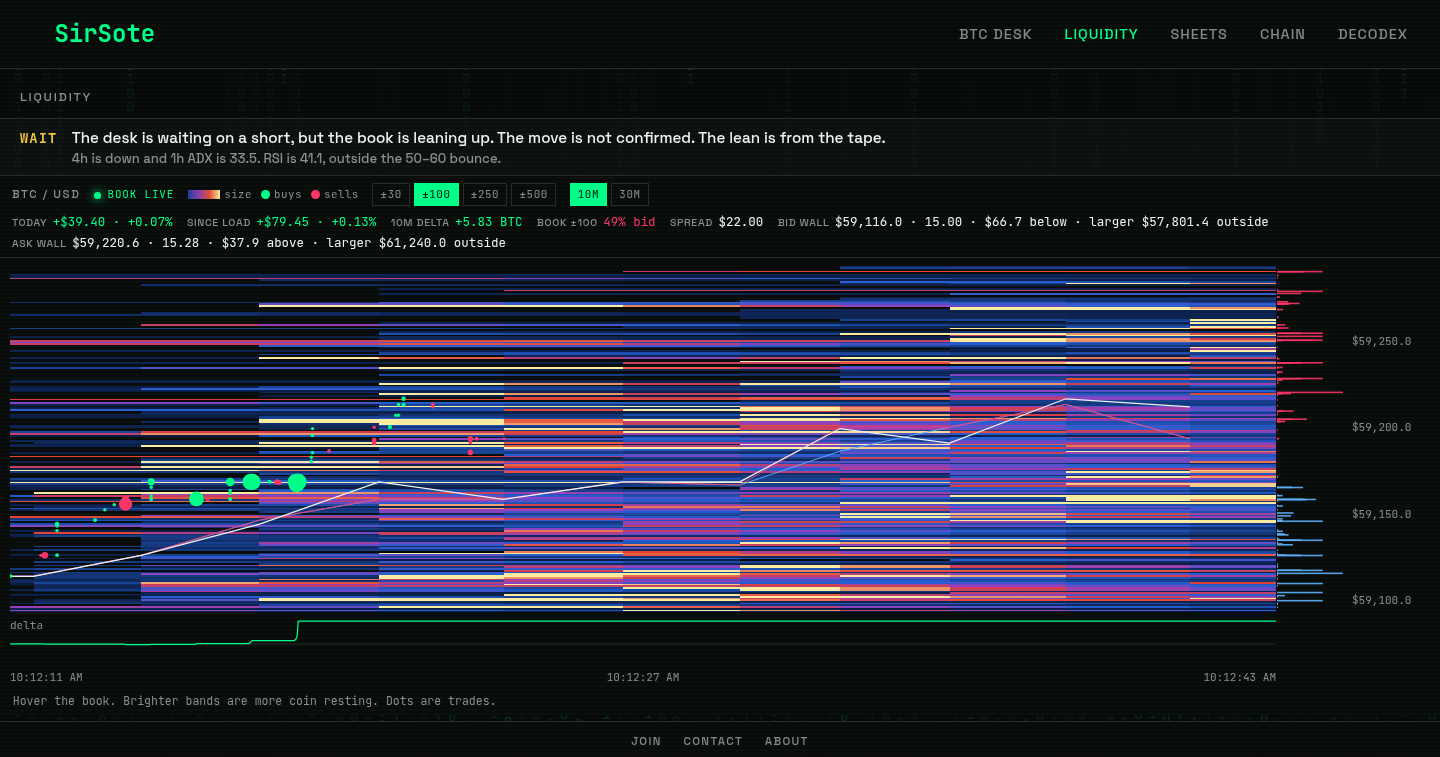 SirSote
BTC DESK LIQUIDITY SHEETS CHAIN DECODEX
LIQUIDITY
WAIT The desk is waiting on a short, but the book is leaning up. The move is not confirmed. The lean is from the tape.
4h is down and 1h ADX is 33.5. RSI is 41.1, outside the 50–60 bounce.
BTC / USD BOOK LIVE size buys sells ±30 ±100 ±250 ±500 10M 30M
TODAY +$39.40 · +0.07% SINCE LOAD +$79.45 · +0.13% 10M DELTA +5.83 BTC BOOK ±100 49% bid SPREAD $22.00 BID WALL $59,116.0 · 15.00 · $66.7 below · larger $57,801.4 outside
ASK WALL $59,220.6 · 15.28 · $37.9 above · larger $61,240.0 outside
$59,250.0
$59,200.0
$59,150.0
$59,100.0
delta
10:12:11 AM 10:12:27 AM 10:12:43 AM
Hover the book. Brighter bands are more coin resting. Dots are trades.
JOIN CONTACT ABOUT